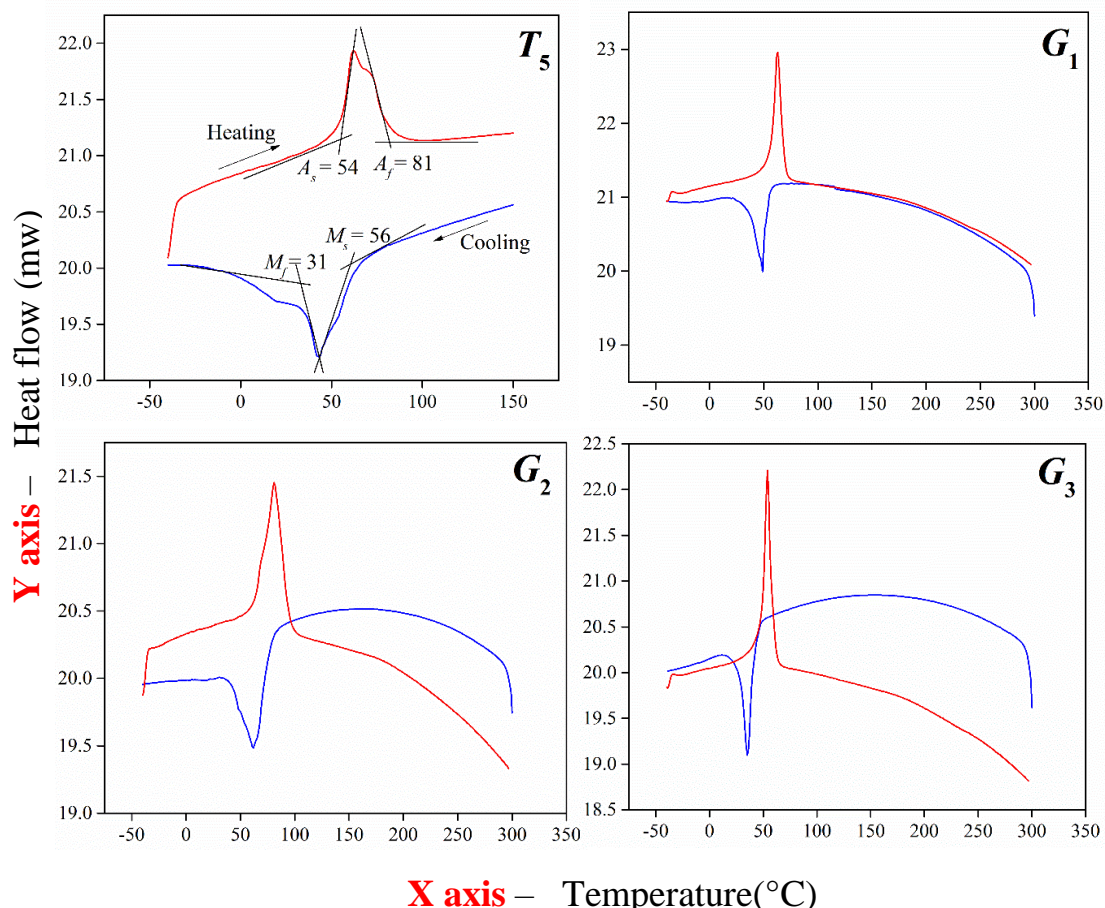 T5
22.0
21.5
21.0
20.5
20.0
19.5
19.0
Heating
As = 54
Af = 81
Ms = 56
Mf = 31
Cooling
-50 0 50 100 150
G1
23
22
21
20
19
-50 0 50 100 150 200 250 300 350
G2
21.5
21.0
20.5
20.0
19.5
19.0
-50 0 50 100 150 200 250 300 350
G3
22.5
22.0
21.5
21.0
20.5
20.0
19.5
19.0
18.5
-50 0 50 100 150 200 250 300 350
Y axis – Heat flow (mw)
X axis – Temperature(°C)